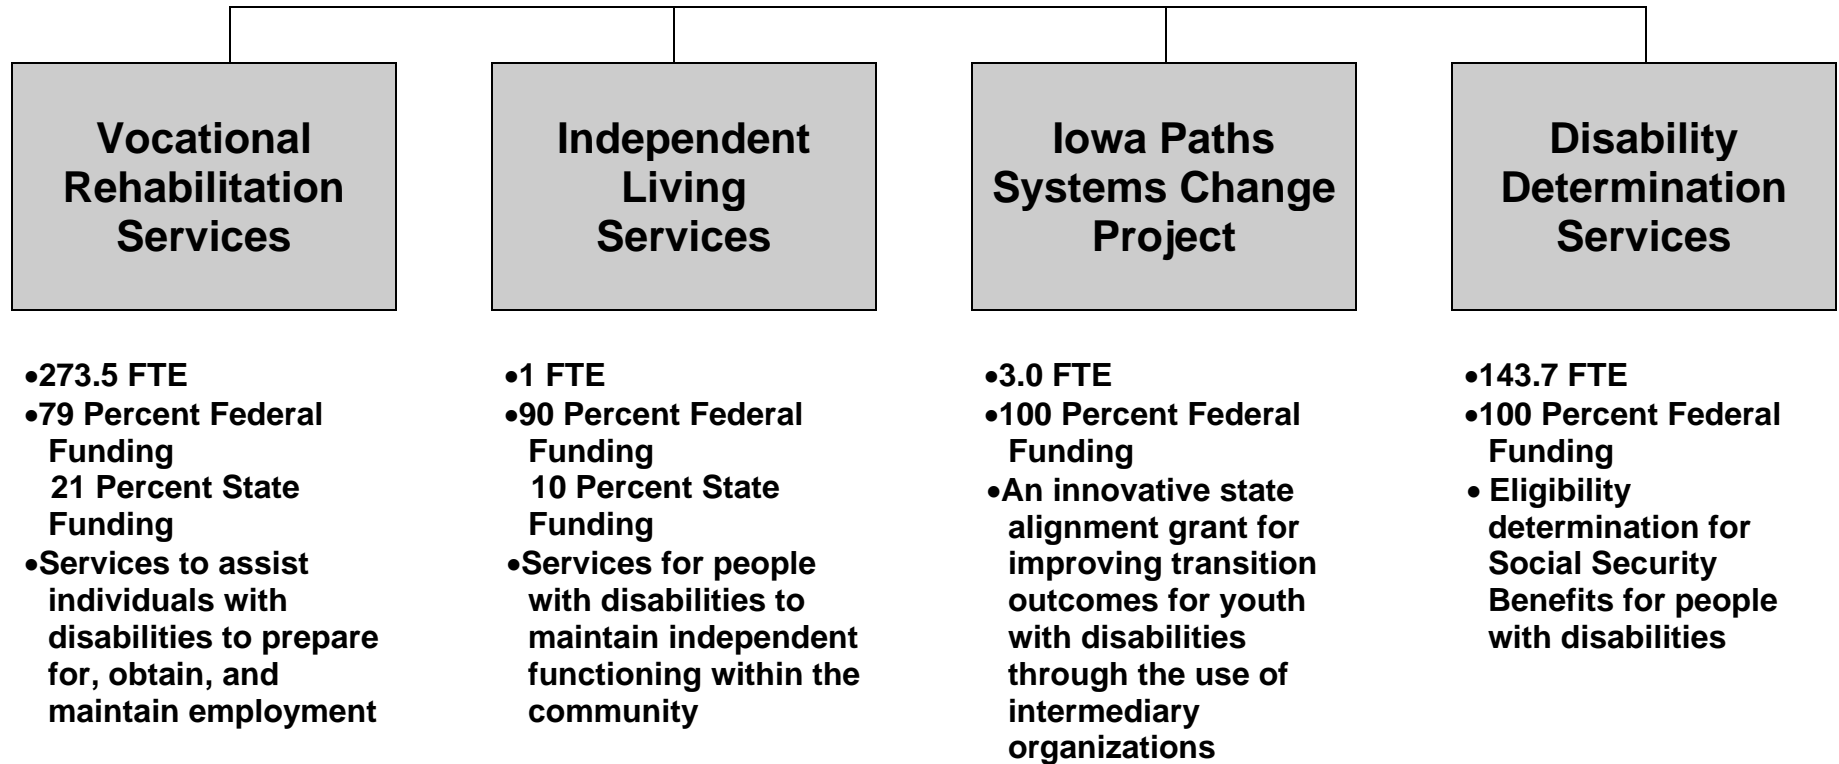 Vocational
Rehabilitation
Services
Independent
Living
Services
Iowa Paths
Systems Change
Project
Disability
Determination
Services
•273.5 FTE
•79 Percent Federal
Funding
21 Percent State
Funding
•Services to assist
individuals with
disabilities to prepare
for, obtain, and
maintain employment
•1 FTE
•90 Percent Federal
Funding
10 Percent State
Funding
•Services for people
with disabilities to
maintain independent
functioning within the
community
•3.0 FTE
•100 Percent Federal
Funding
•An innovative state
alignment grant for
improving transition
outcomes for youth
with disabilities
through the use of
intermediary
organizations
•143.7 FTE
•100 Percent Federal
Funding
• Eligibility
determination for
Social Security
Benefits for people
with disabilities